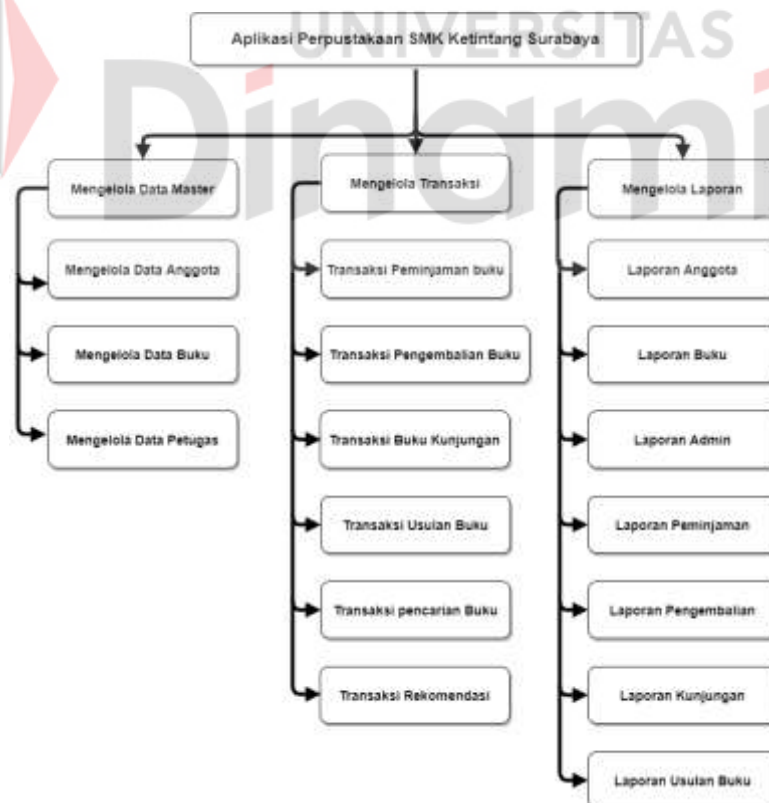 UNIVERSITAS
Dinami
Aplikasi Perpustakaan SMK Ketintang Surabaya
Mengelola Data Master
Mengelola Data Anggota
Mengelola Data Buku
Mengelola Data Petugas
Mengelola Transaksi
Transaksi Peminjaman buku
Transaksi Pengembalian Buku
Transaksi Buku Kunjungan
Transaksi Usulan Buku
Transaksi pencarian Buku
Transaksi Rekomendasi
Mengelola Laporan
Laporan Anggota
Laporan Buku
Laporan Admin
Laporan Peminjaman
Laporan Pengembalian
Laporan Kunjungan
Laporan Usulan Buku